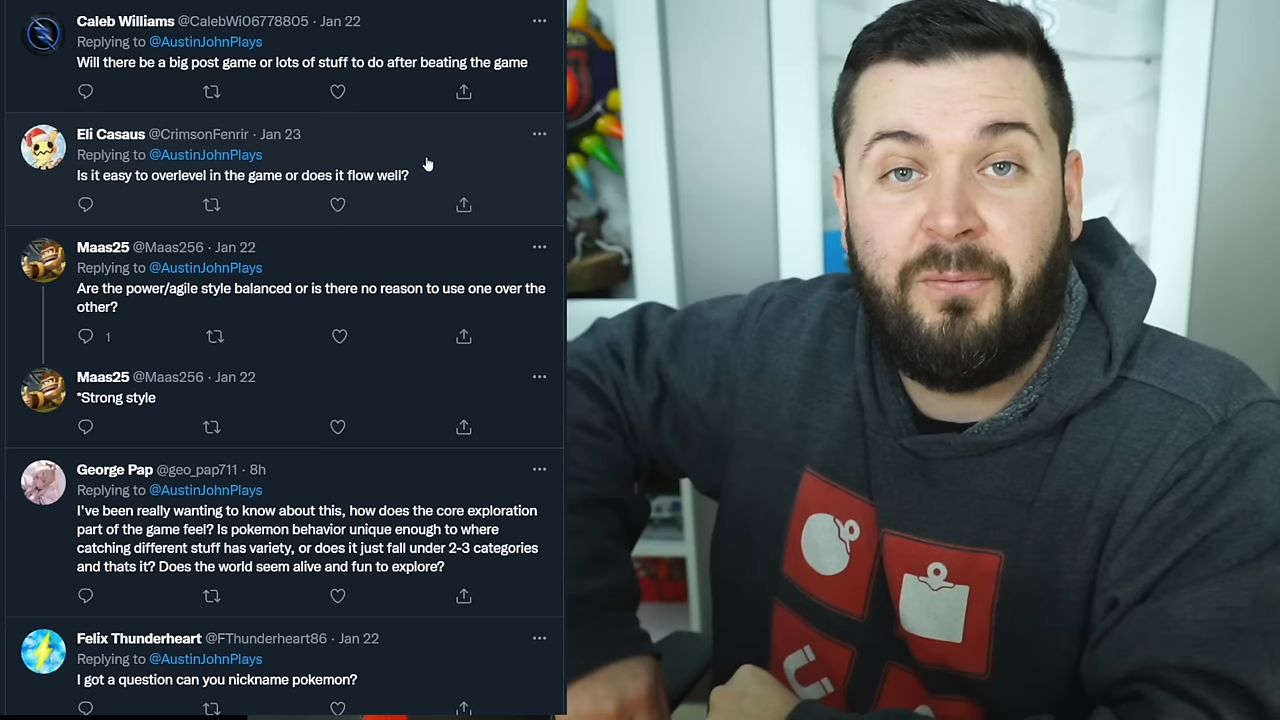 Caleb Williams @CalebWi06778805 · Jan 22
Replying to @AustinJohnPlays
Will there be a big post game or lots of stuff to do after beating the game
Eli Casaus @CrimsonFenrir · Jan 23
Replying to @AustinJohnPlays
Is it easy to overlevel in the game or does it flow well?
Maas25 @Maas256 · Jan 22
Replying to @AustinJohnPlays
Are the power/agile style balanced or is there no reason to use one over the
other?
1
Maas25 @Maas256 · Jan 22
*Strong style
George Pap @geo_pap711 · 8h
Replying to @AustinJohnPlays
I've been really wanting to know about this, how does the core exploration
part of the game feel? Is pokemon behavior unique enough to where
catching different stuff has variety, or does it just fall under 2-3 categories
and thats it? Does the world seem alive and fun to explore?
Felix Thunderheart @FThunderheart86 · Jan 22
Replying to @AustinJohnPlays
I got a question can you nickname pokemon?